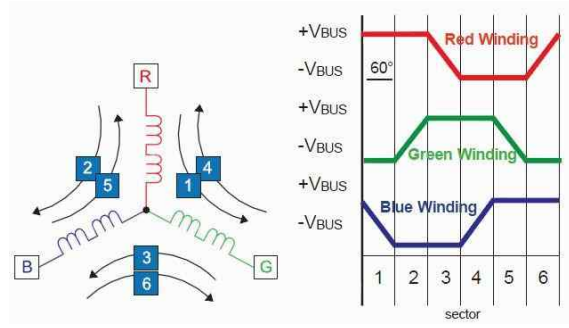 R
2
5
4
1
B
3
6
G
+VBUS
Red Winding
-VBUS
60°
+VBUS
-VBUS
Green Winding
+VBUS
-VBUS
Blue Winding
1 2 3 4 5 6
sector